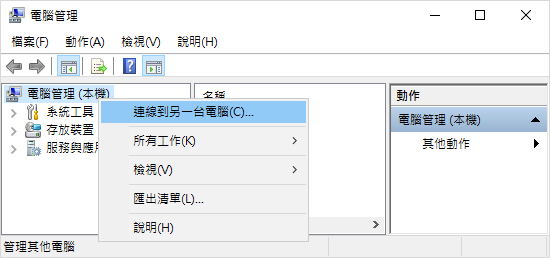 電腦管理
檔案(F) 動作(A) 檢視(V) 說明(H)
電腦管理 (本機)
系統工具
存放裝置
服務與應用
名稱
連線到另一台電腦(C)...
所有工作(K)
檢視(V)
匯出清單(L)...
說明(H)
動作
電腦管理 (本機)
其他動作
管理其他電腦